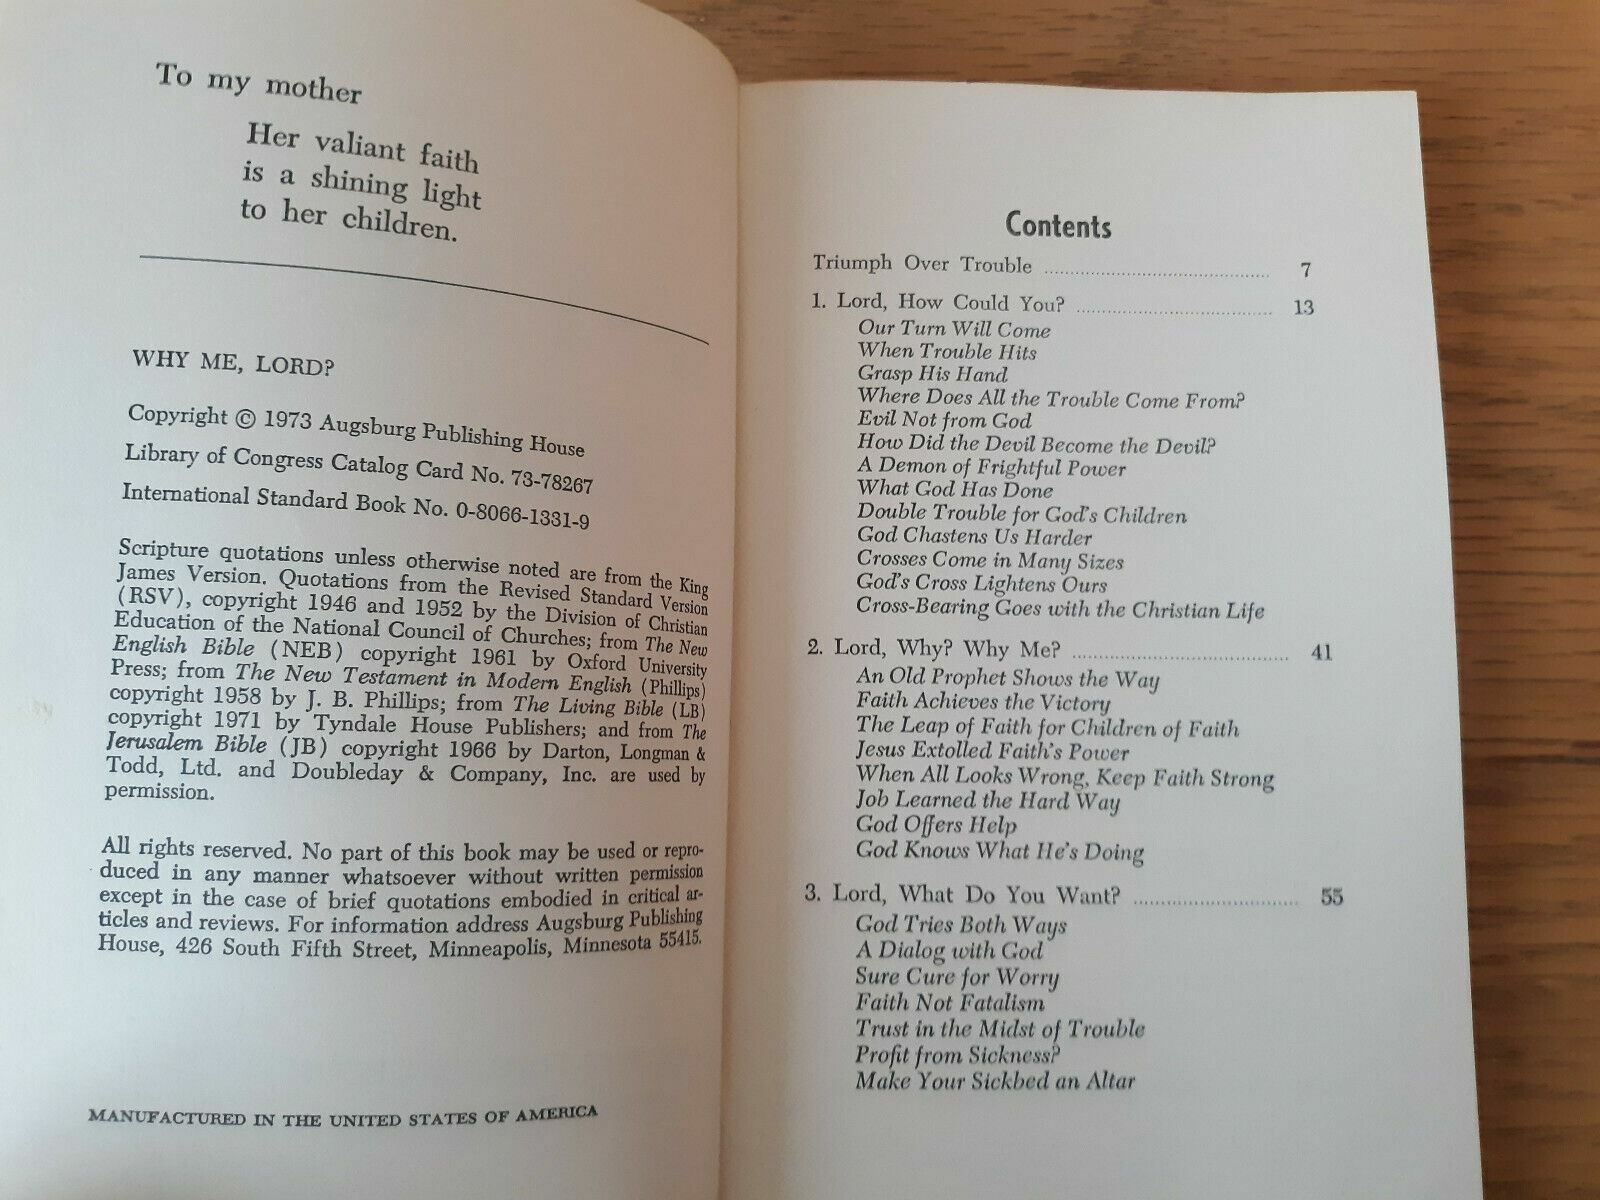 To my mother
Her valiant faith
is a shining light
to her children.
WHY ME, LORD?
Copyright © 1973 Augsburg Publishing House
Library of Congress Catalog Card No. 73-78267
International Standard Book No. 0-8066-1331-9
Scripture quotations unless otherwise noted are from the King
James Version. Quotations from the Revised Standard Version
(RSV), copyright 1946 and 1952 by the Division of Christian
Education of the National Council of Churches; from The New
English Bible (NEB) copyright 1961 by Oxford University
Press; from The New Testament in Modern English (Phillips)
copyright 1958 by J. B. Phillips; from The Living Bible (LB)
copyright 1971 by Tyndale House Publishers; and from The
Jerusalem Bible (JB) copyright 1966 by Darton, Longman &
Todd, Ltd. and Doubleday & Company, Inc. are used by
permission.
All rights reserved. No part of this book may be used or repro-
duced in any manner whatsoever without written permission
except in the case of brief quotations embodied in critical ar-
ticles and reviews. For information address Augsburg Publishing
House, 426 South Fifth Street, Minneapolis, Minnesota 55415.
MANUFACTURED IN THE UNITED STATES OF AMERICA
Contents
Triumph Over Trouble ........................................ 7
1. Lord, How Could You? ................................... 13
Our Turn Will Come
When Trouble Hits
Grasp His Hand
Where Does All the Trouble Come From?
Evil Not from God
How Did the Devil Become the Devil?
A Demon of Frightful Power
What God Has Done
Double Trouble for God's Children
God Chastens Us Harder
Crosses Come in Many Sizes
God's Cross Lightens Ours
Cross-Bearing Goes with the Christian Life
2. Lord, Why? Why Me? ..................................... 41
An Old Prophet Shows the Way
Faith Achieves the Victory
The Leap of Faith for Children of Faith
Jesus Extolled Faith's Power
When All Looks Wrong, Keep Faith Strong
Job Learned the Hard Way
God Offers Help
God Knows What He's Doing
3. Lord, What Do You Want? ............................ 55
God Tries Both Ways
A Dialog with God
Sure Cure for Worry
Faith Not Fatalism
Trust in the Midst of Trouble
Profit from Sickness?
Make Your Sickbed an Altar